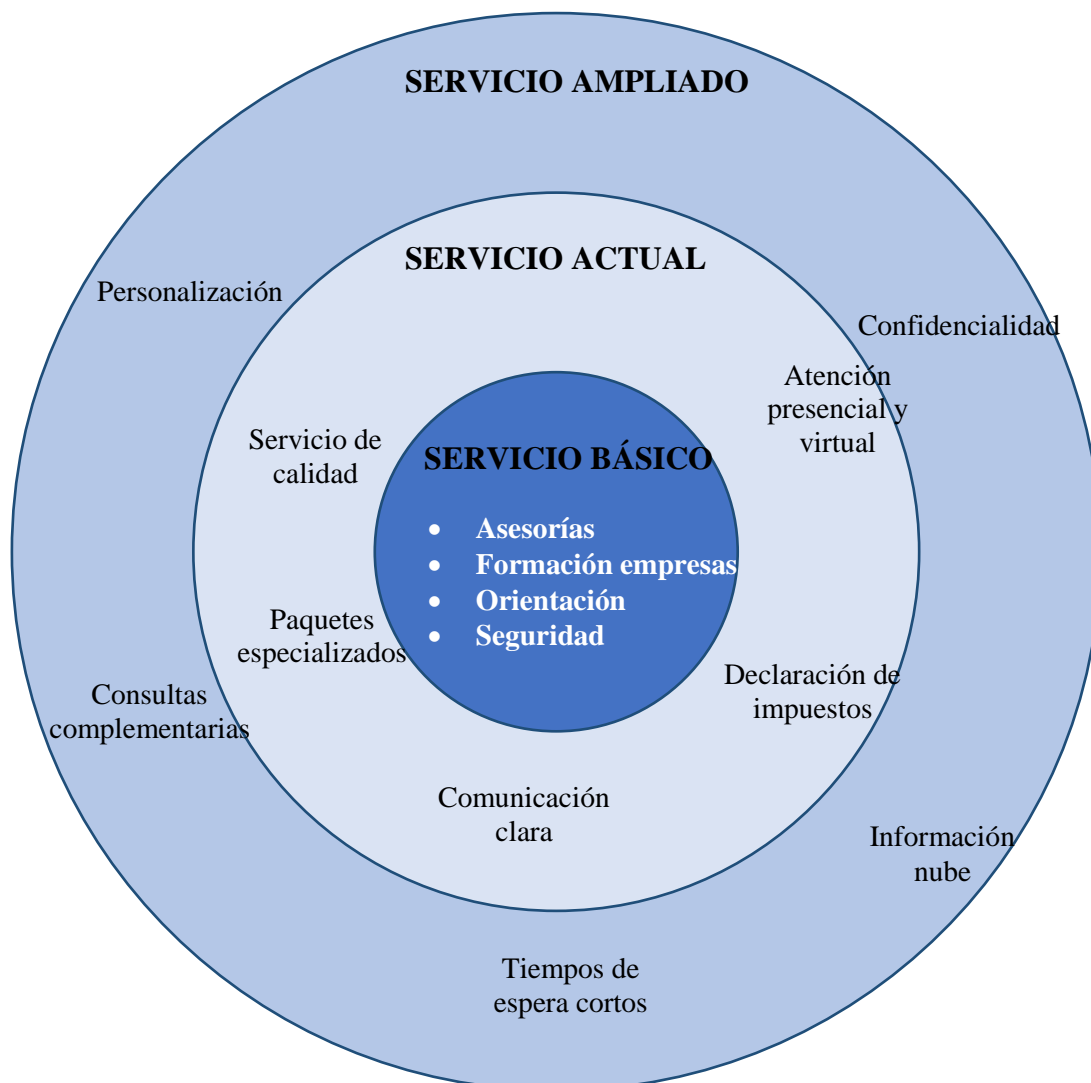 SERVICIO AMPLIADO
SERVICIO ACTUAL
Personalización
Confidencialidad
Atención
presencial y
virtual
Servicio de
calidad
SERVICIO BÁSICO
• Asesorías
• Formación empresas
• Orientación
• Seguridad
Paquetes
especializados
Declaración de
impuestos
Consultas
complementarias
Comunicación
clara
Información
nube
Tiempos de
espera cortos